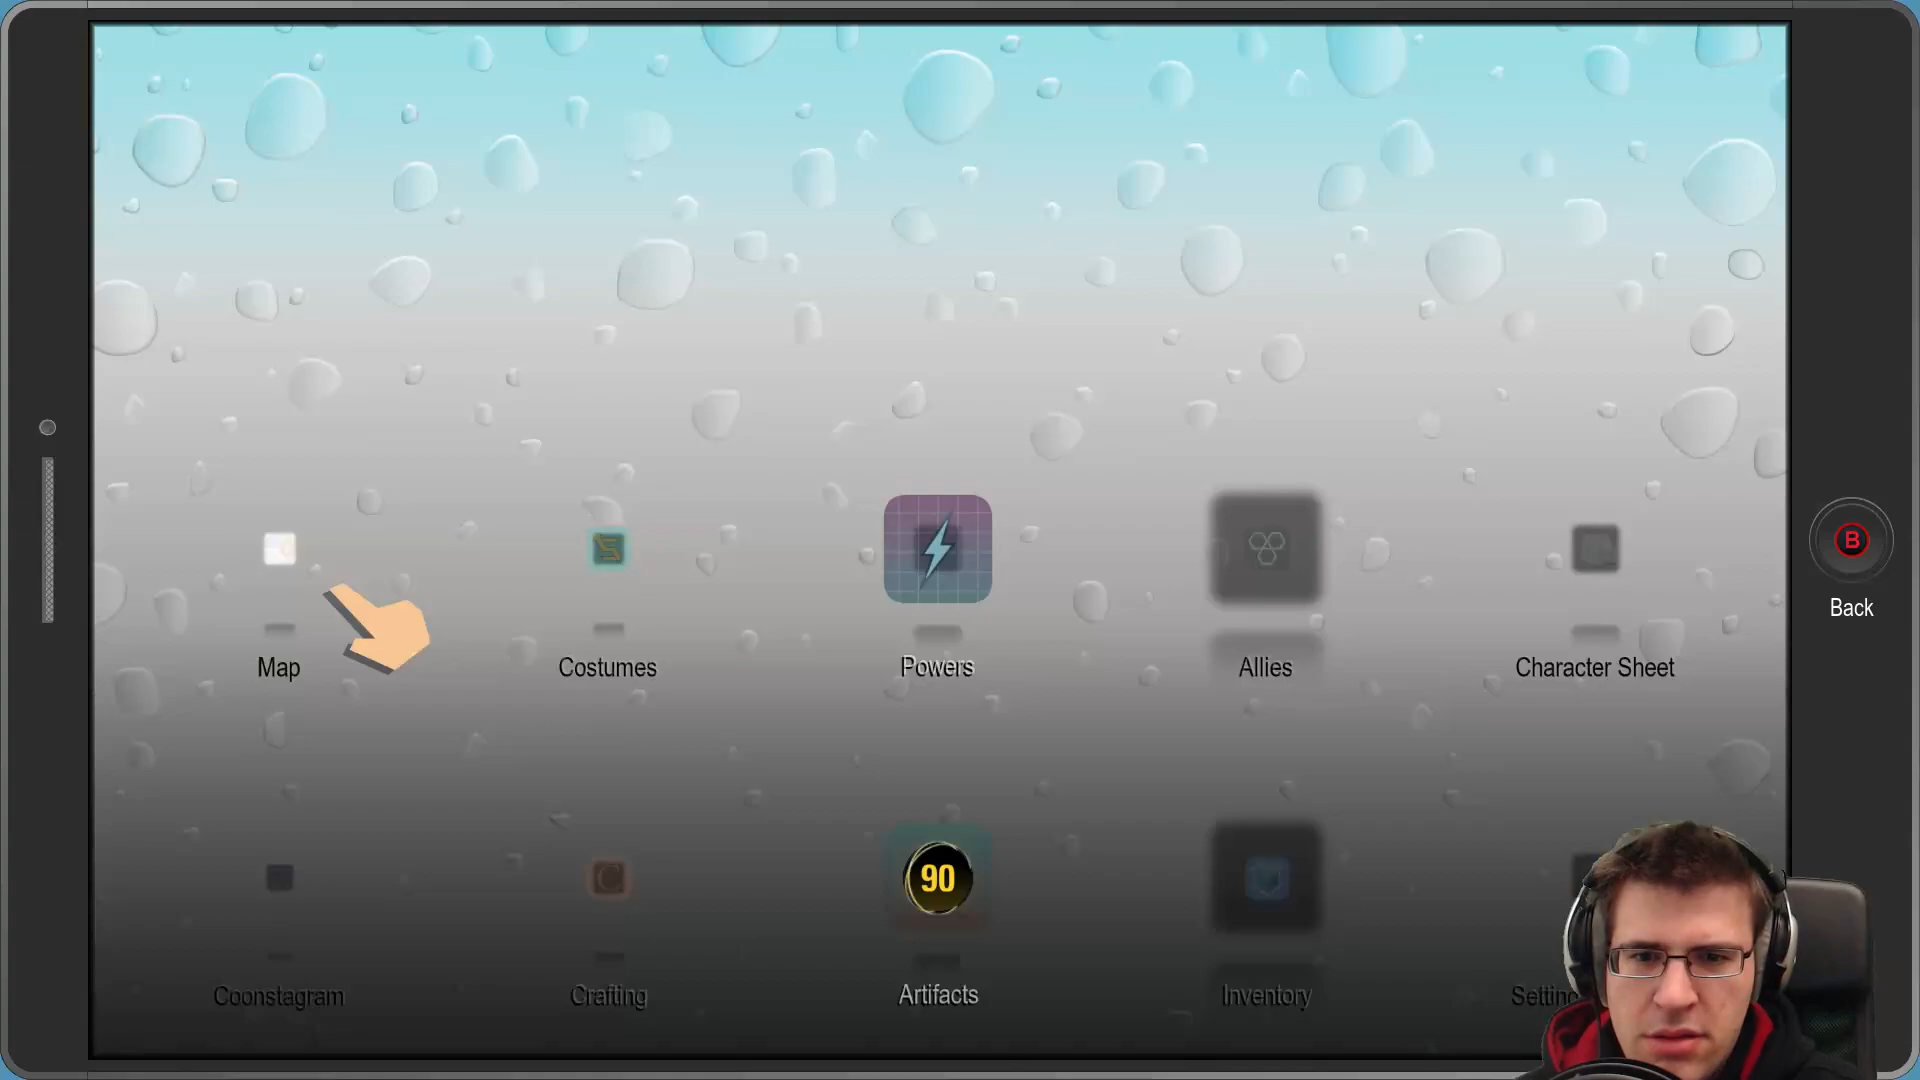 B
Back
Map
Costumes
Powers
Allies
Character Sheet
90
Coonstagram
Crafting
Artifacts
Inventory